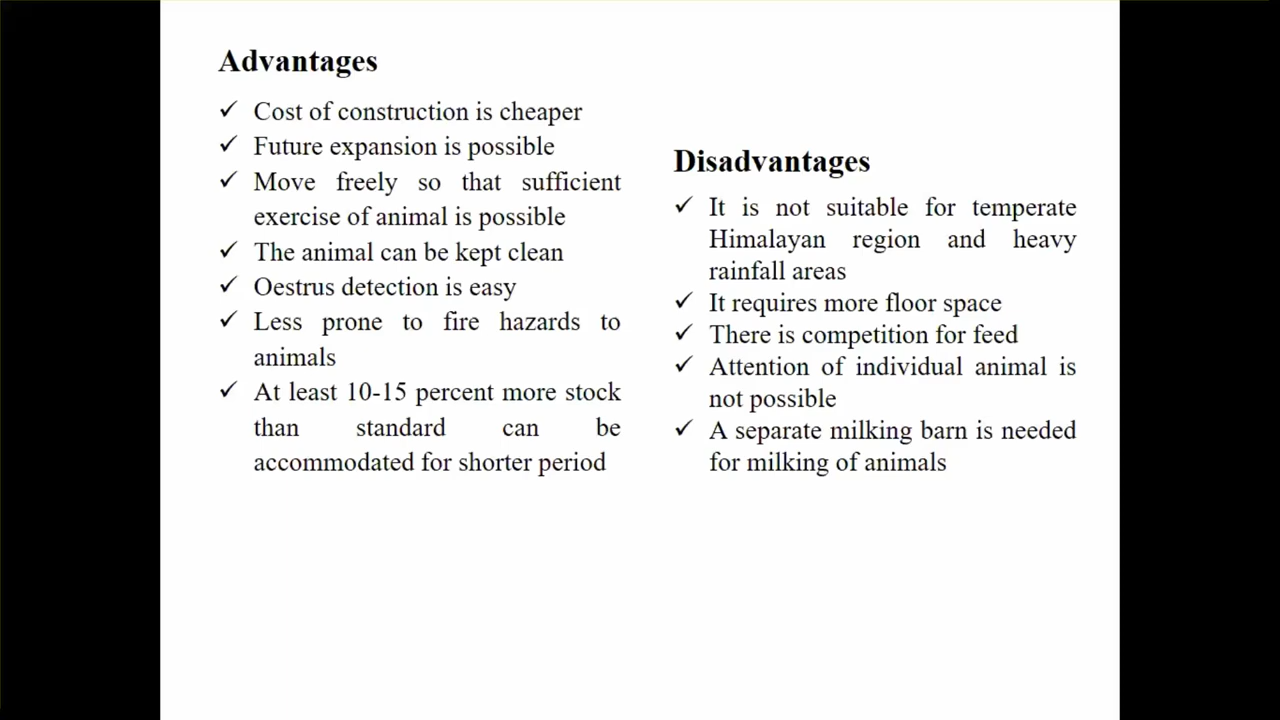 Advantages
✓ Cost of construction is cheaper
✓ Future expansion is possible
✓ Move freely so that sufficient
exercise of animal is possible
✓ The animal can be kept clean
✓ Oestrus detection is easy
✓ Less prone to fire hazards to
animals
✓ At least 10-15 percent more stock
than standard can be
accommodated for shorter period
Disadvantages
✓ It is not suitable for temperate
Himalayan region and heavy
rainfall areas
✓ It requires more floor space
✓ There is competition for feed
✓ Attention of individual animal is
not possible
✓ A separate milking barn is needed
for milking of animals